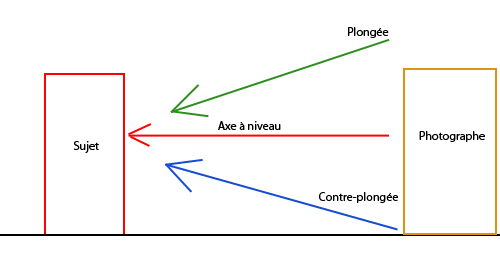 Plongée
Axe à niveau
Sujet
Photographe
Contre-plongée